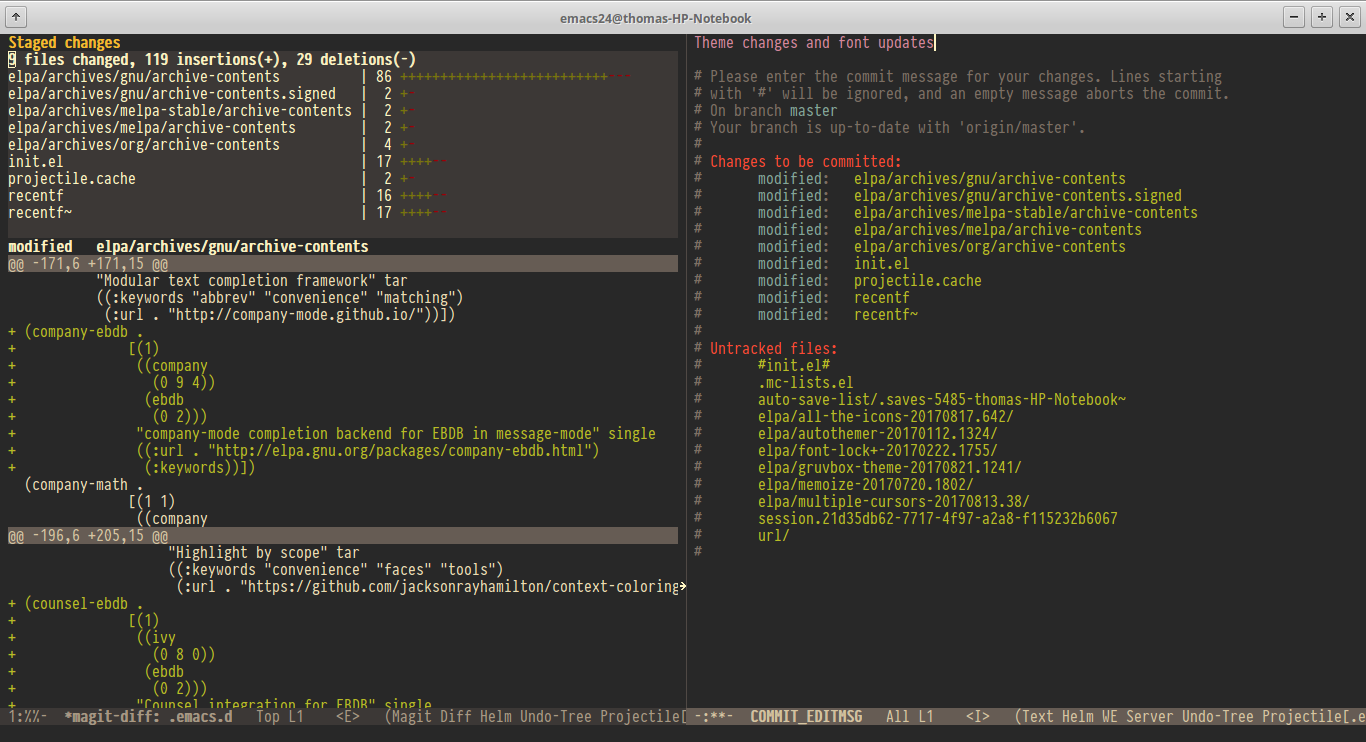 emacs24@thomas-HP-Notebook
Staged changes
9 files changed, 119 insertions(+), 29 deletions(-)
elpa/archives/gnu/archive-contents | 86 ++++++++++++++++++++++++++---
elpa/archives/gnu/archive-contents.signed | 2 +-
elpa/archives/melpa-stable/archive-contents | 2 +-
elpa/archives/melpa/archive-contents | 2 +-
elpa/archives/org/archive-contents | 4 +-
init.el | 17 ++++--
projectile.cache | 2 +-
recentf | 16 ++++--
recentf~ | 17 ++++--
modified elpa/archives/gnu/archive-contents
@@ -171,6 +171,15 @@
"Modular text completion framework" tar
((:keywords "abbrev" "convenience" "matching")
(:url . "http://company-mode.github.io/"))])
+ (company-ebdb .
+ [(1)
+ ((company
+ (0 9 4))
+ (ebdb
+ (0 2)))
+ "company-mode completion backend for EBDB in message-mode" single
+ ((:url . "http://elpa.gnu.org/packages/company-ebdb.html")
+ (:keywords))])
(company-math .
[(1 1)
((company
@@ -196,6 +205,15 @@
"Highlight by scope" tar
((:keywords "convenience" "faces" "tools")
(:url . "https://github.com/jacksonrayhamilton/context-coloring
+ (counsel-ebdb .
+ [(1)
+ ((ivy
+ (0 8 0))
+ (ebdb
+ (0 2)))
+ "Counsel integration for EBDB" single
1:%%- *magit-diff: .emacs.d Top L1 <E> (Magit Diff Helm Undo-Tree Projectile[
Theme changes and font updates
# Please enter the commit message for your changes. Lines starting
# with '#' will be ignored, and an empty message aborts the commit.
# On branch master
# Your branch is up-to-date with 'origin/master'.
#
# Changes to be committed:
# modified: elpa/archives/gnu/archive-contents
# modified: elpa/archives/gnu/archive-contents.signed
# modified: elpa/archives/melpa-stable/archive-contents
# modified: elpa/archives/melpa/archive-contents
# modified: elpa/archives/org/archive-contents
# modified: init.el
# modified: projectile.cache
# modified: recentf
# modified: recentf~
#
# Untracked files:
# #init.el#
# .mc-lists.el
# auto-save-list/.saves-5485-thomas-HP-Notebook~
# elpa/all-the-icons-20170817.642/
# elpa/autothemer-20170112.1324/
# elpa/font-lock+-20170222.1755/
# elpa/gruvbox-theme-20170821.1241/
# elpa/memoize-20170720.1802/
# elpa/multiple-cursors-20170813.38/
# session.21d35db62-7717-4f97-a2a8-f115232b6067
# url/
#
-:**- COMMIT_EDITMSG All L1 <I> (Text Helm WE Server Undo-Tree Projectile[.e